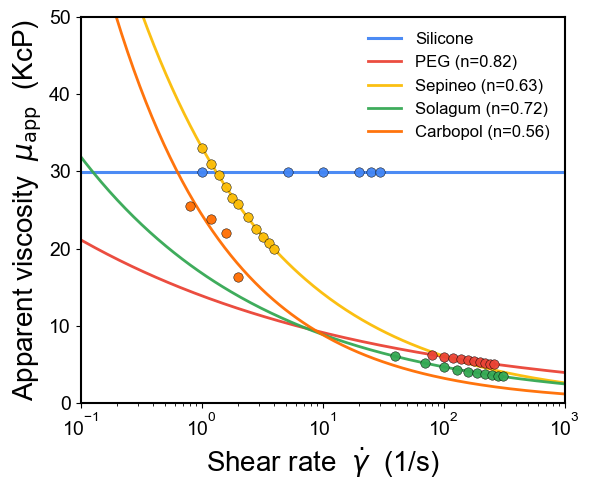 50
40
30
20
10
0
Apparent viscosity μapp (KcP)
Silicone
PEG (n=0.82)
Sepineo (n=0.63)
Solagum (n=0.72)
Carbopol (n=0.56)
10⁻¹ 10⁰ 10¹ 10² 10³
Shear rate γ̇ (1/s)